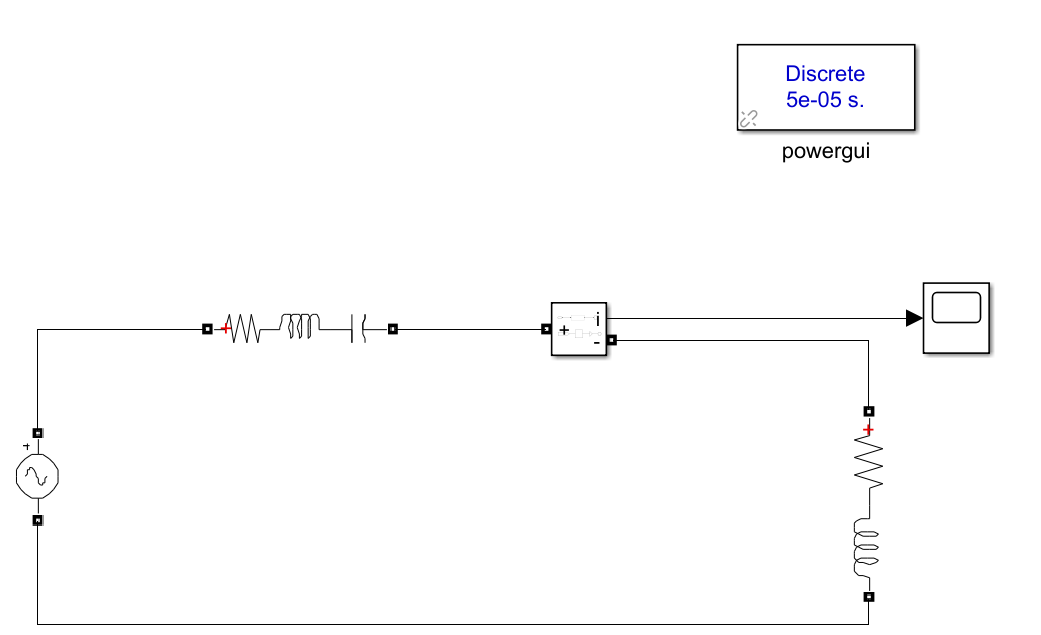 Discrete
5e-05 s.
powergui
+
i
+
-
+
+